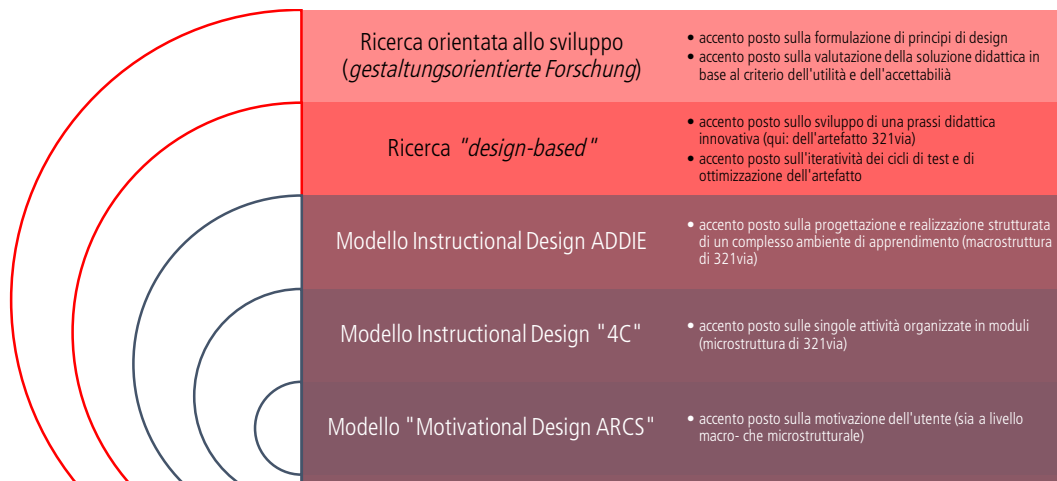 Ricerca orientata allo sviluppo
(gestaltungsorientierte Forschung)
• accento posto sulla formulazione di principi di design
• accento posto sulla valutazione della soluzione didattica in
base al criterio dell'utilità e dell'accettabilià
Ricerca "design-based"
• accento posto sullo sviluppo di una prassi didattica
innovativa (qui: dell'artefatto 321via)
• accento posto sull'iteratività dei cicli di test e di
ottimizzazione dell'artefatto
Modello Instructional Design ADDIE
• accento posto sulla progettazione e realizzazione strutturata
di un complesso ambiente di apprendimento (macrostruttura
di 321via)
Modello Instructional Design "4C"
• accento posto sulle singole attività organizzate in moduli
(microstruttura di 321via)
Modello "Motivational Design ARCS"
• accento posto sulla motivazione dell'utente (sia a livello
macro- che microstrutturale)